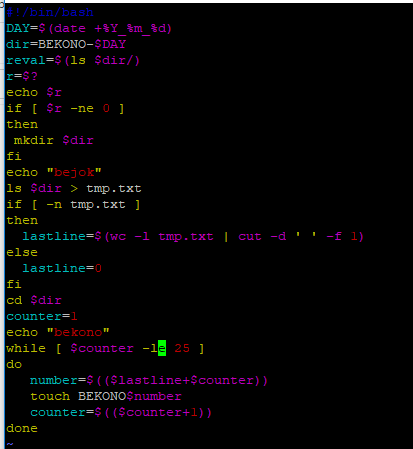 #!/bin/bash
DAY=$(date +%Y_%m_%d)
dir=BEKONO-$DAY
reval=$(ls $dir/)
r=$?
echo $r
if [ $r -ne 0 ]
then
 mkdir $dir
fi
echo "bejok"
ls $dir > tmp.txt
if [ -n tmp.txt ]
then
  lastline=$(wc -l tmp.txt | cut -d ' ' -f 1)
else
  lastline=0
fi
cd $dir
counter=1
echo "bekono"
while [ $counter -le 25 ]
do
   number=$(($lastline+$counter))
   touch BEKONO$number
   counter=$(($counter+1))
done
~